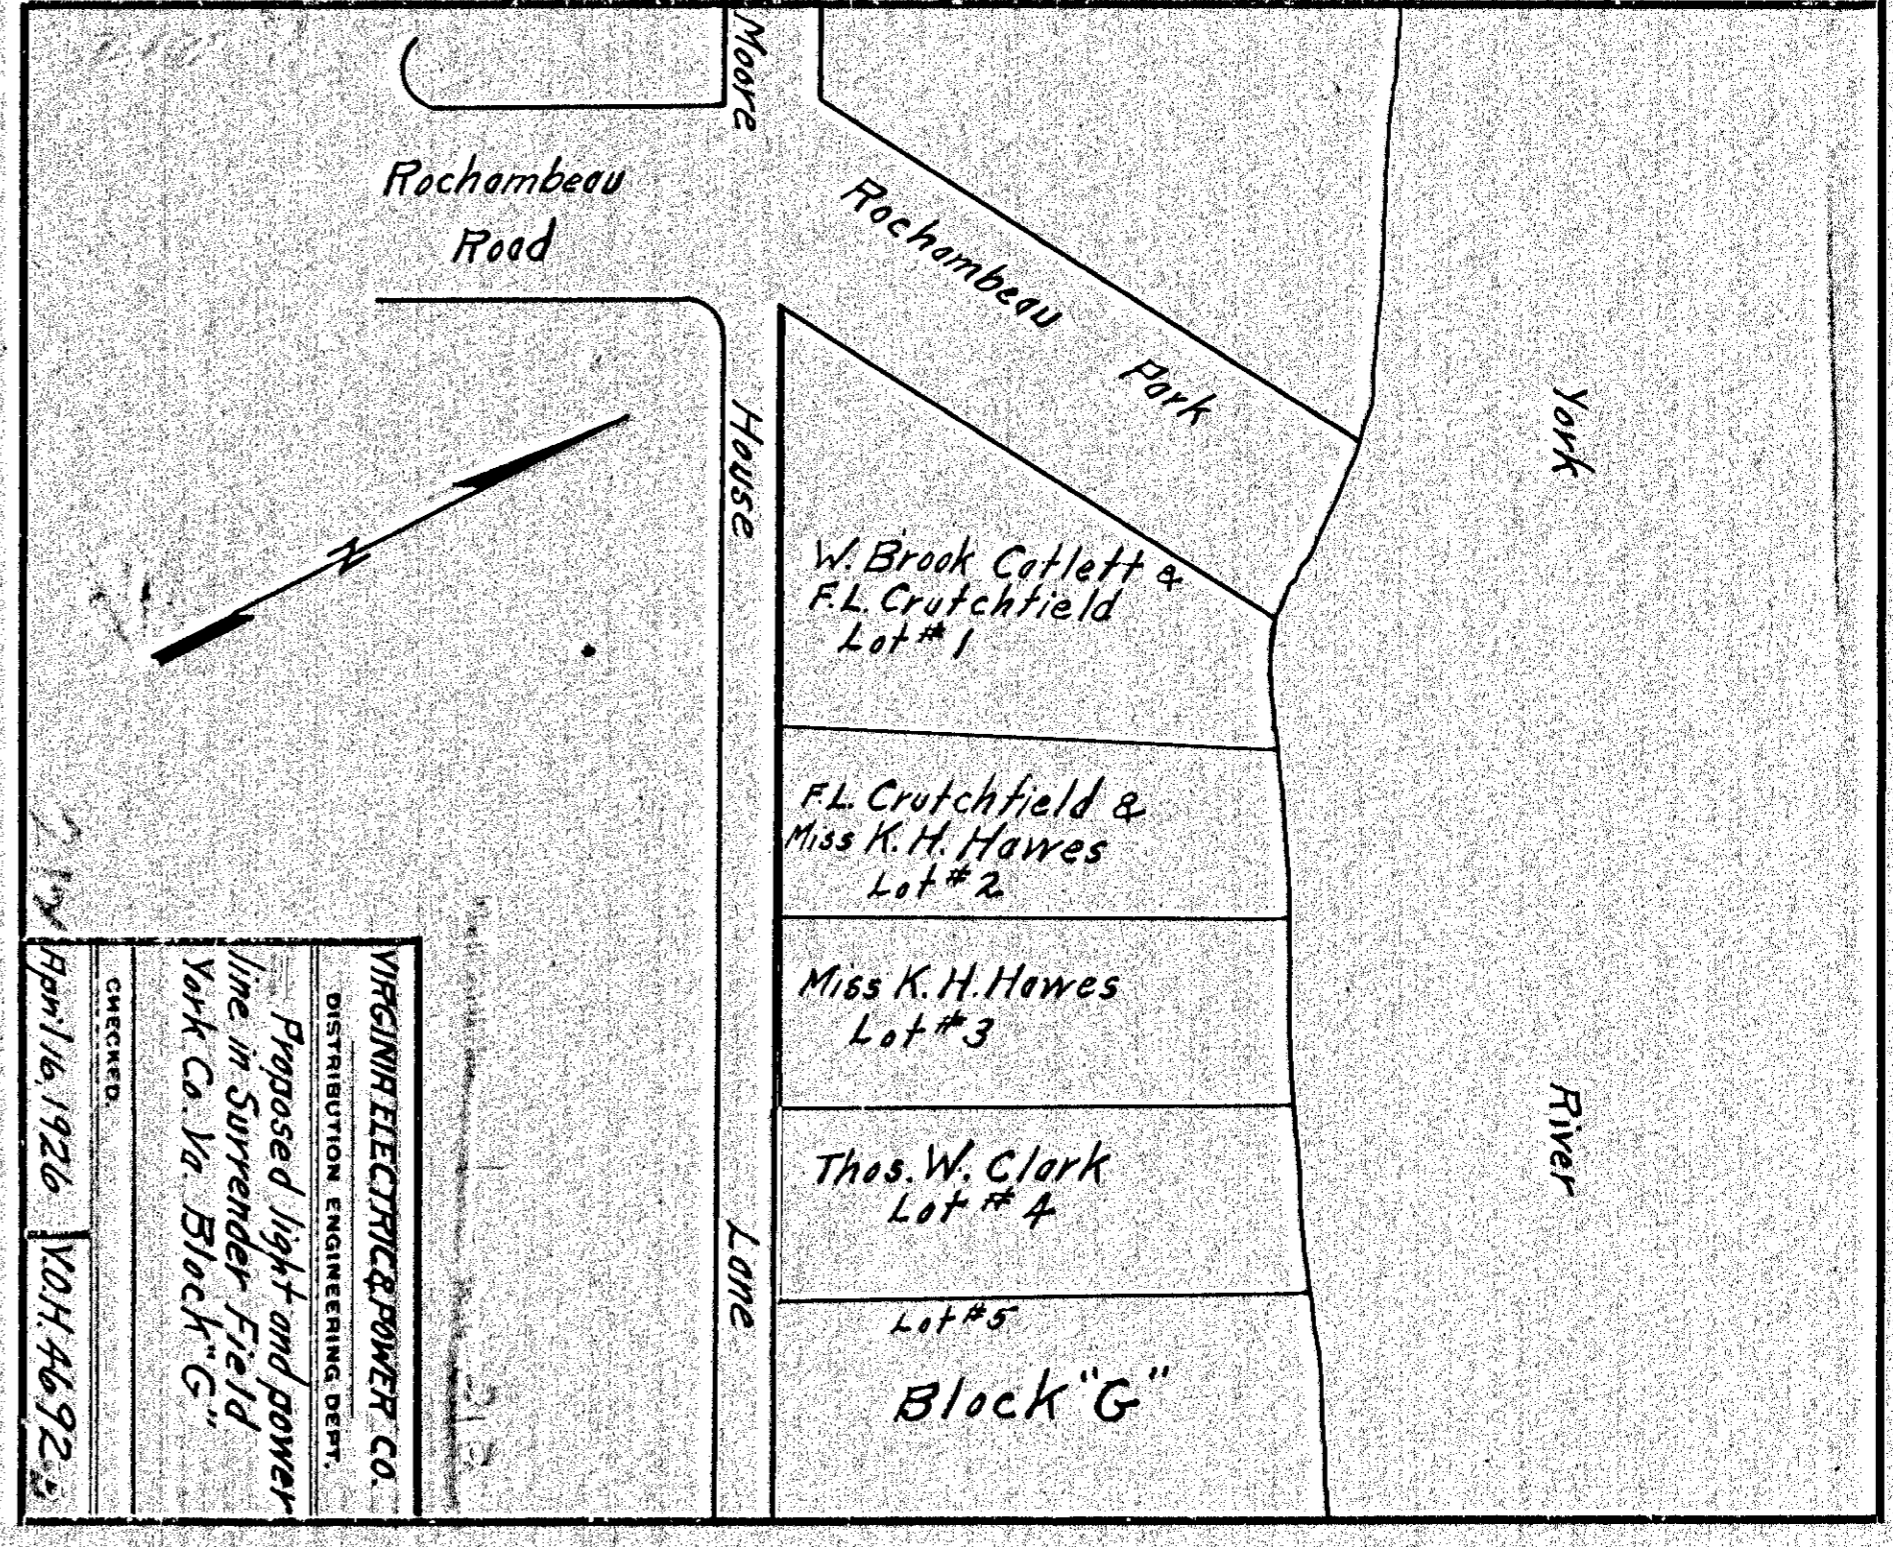 Moore
House
Lane
Rochambeau
Road
Rochambeau
Park
York
River
W. Brook Catlett &
F.L. Crutchfield
Lot # 1
F.L. Crutchfield &
Miss K. H. Hawes
Lot # 2
Miss K. H. Hawes
Lot # 3
Thos. W. Clark
Lot # 4
Lot # 5
Block "G"
N
VIRGINIA ELECTRIC & POWER CO.
DISTRIBUTION ENGINEERING DEPT.
Proposed light and power
line in Surrender Field
York Co. Va. Block "G"
CHECKED.
April 16, 1926
V.O.H. 4692